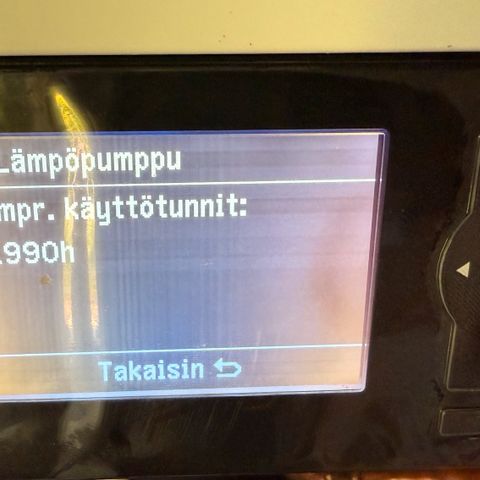 Lämpöpumppu
mpr. käyttötunnit:
990h
Takaisin